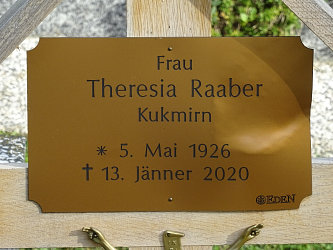 Frau
Theresia Raaber
Kukmirn
* 5. Mai 1926
† 13. Jänner 2020
EDEN